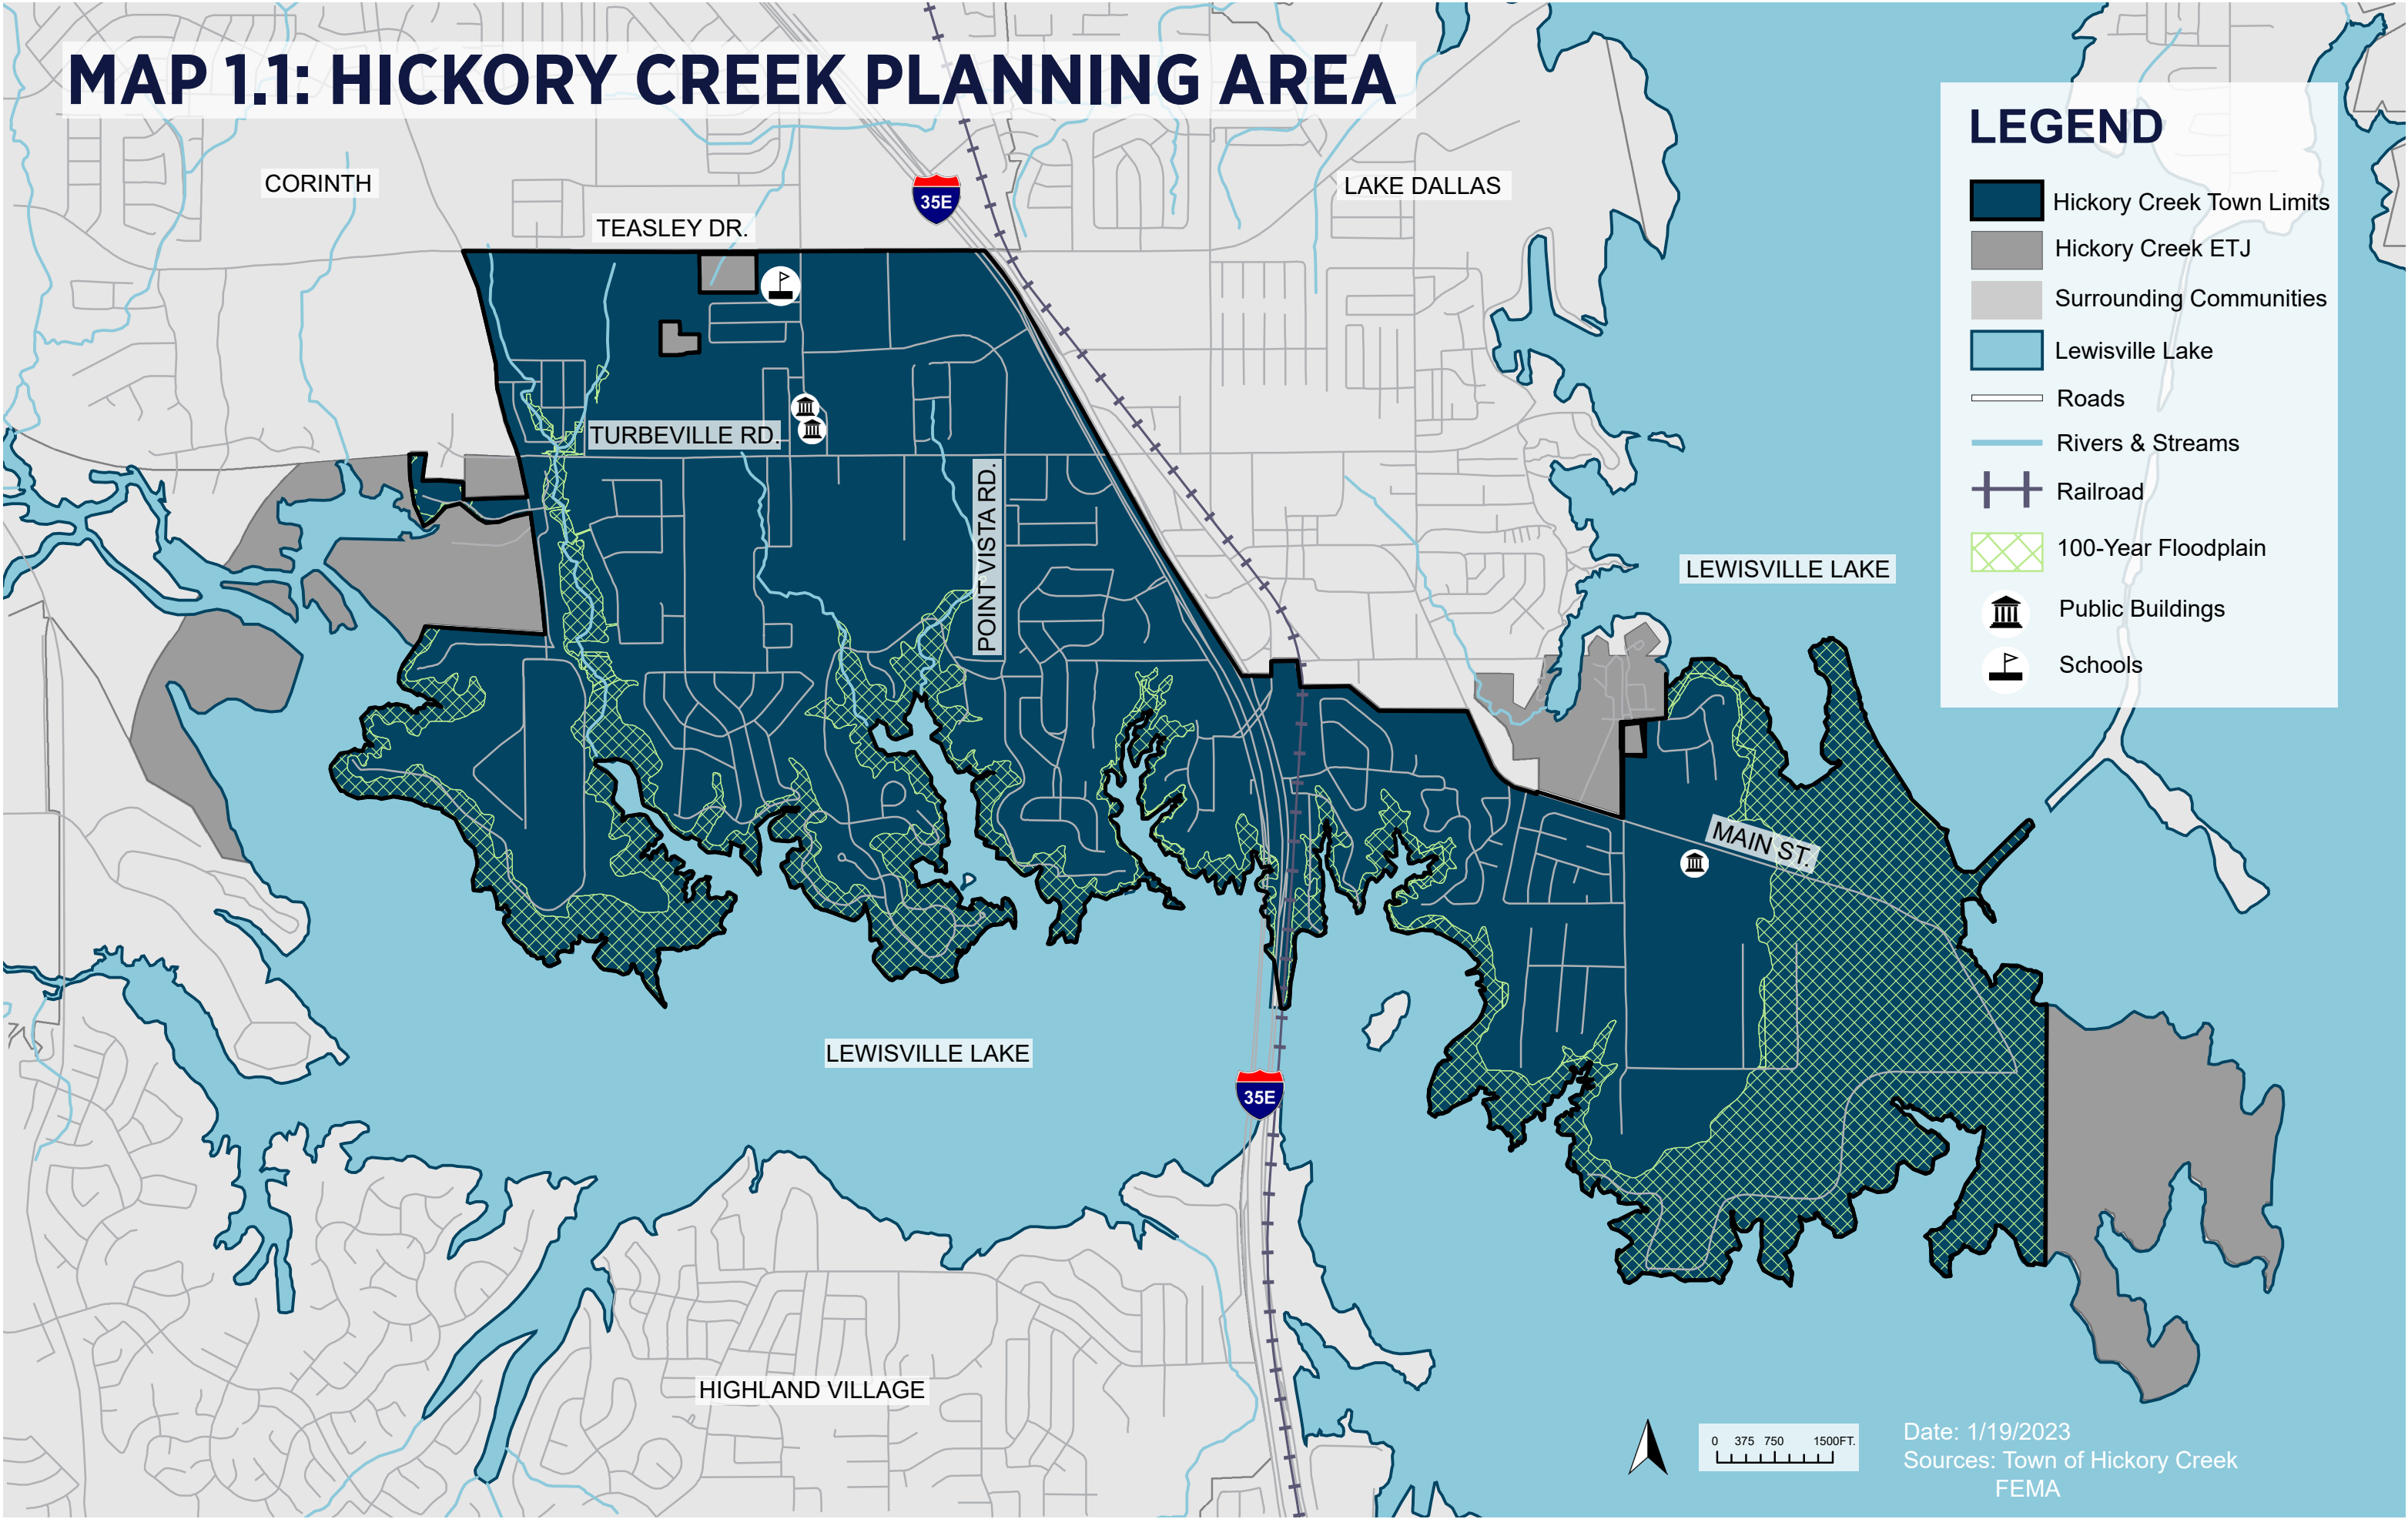 MAP 1.1: HICKORY CREEK PLANNING AREA
LEGEND
Hickory Creek Town Limits
Hickory Creek ETJ
Surrounding Communities
Lewisville Lake
Roads
Rivers & Streams
Railroad
100-Year Floodplain
Public Buildings
Schools
CORINTH
LAKE DALLAS
35E
TEASLEY DR.
TURBEVILLE RD.
POINT VISTA RD.
LEWISVILLE LAKE
MAIN ST.
LEWISVILLE LAKE
35E
HIGHLAND VILLAGE
0 375 750 1500FT.
Date: 1/19/2023
Sources: Town of Hickory Creek
FEMA